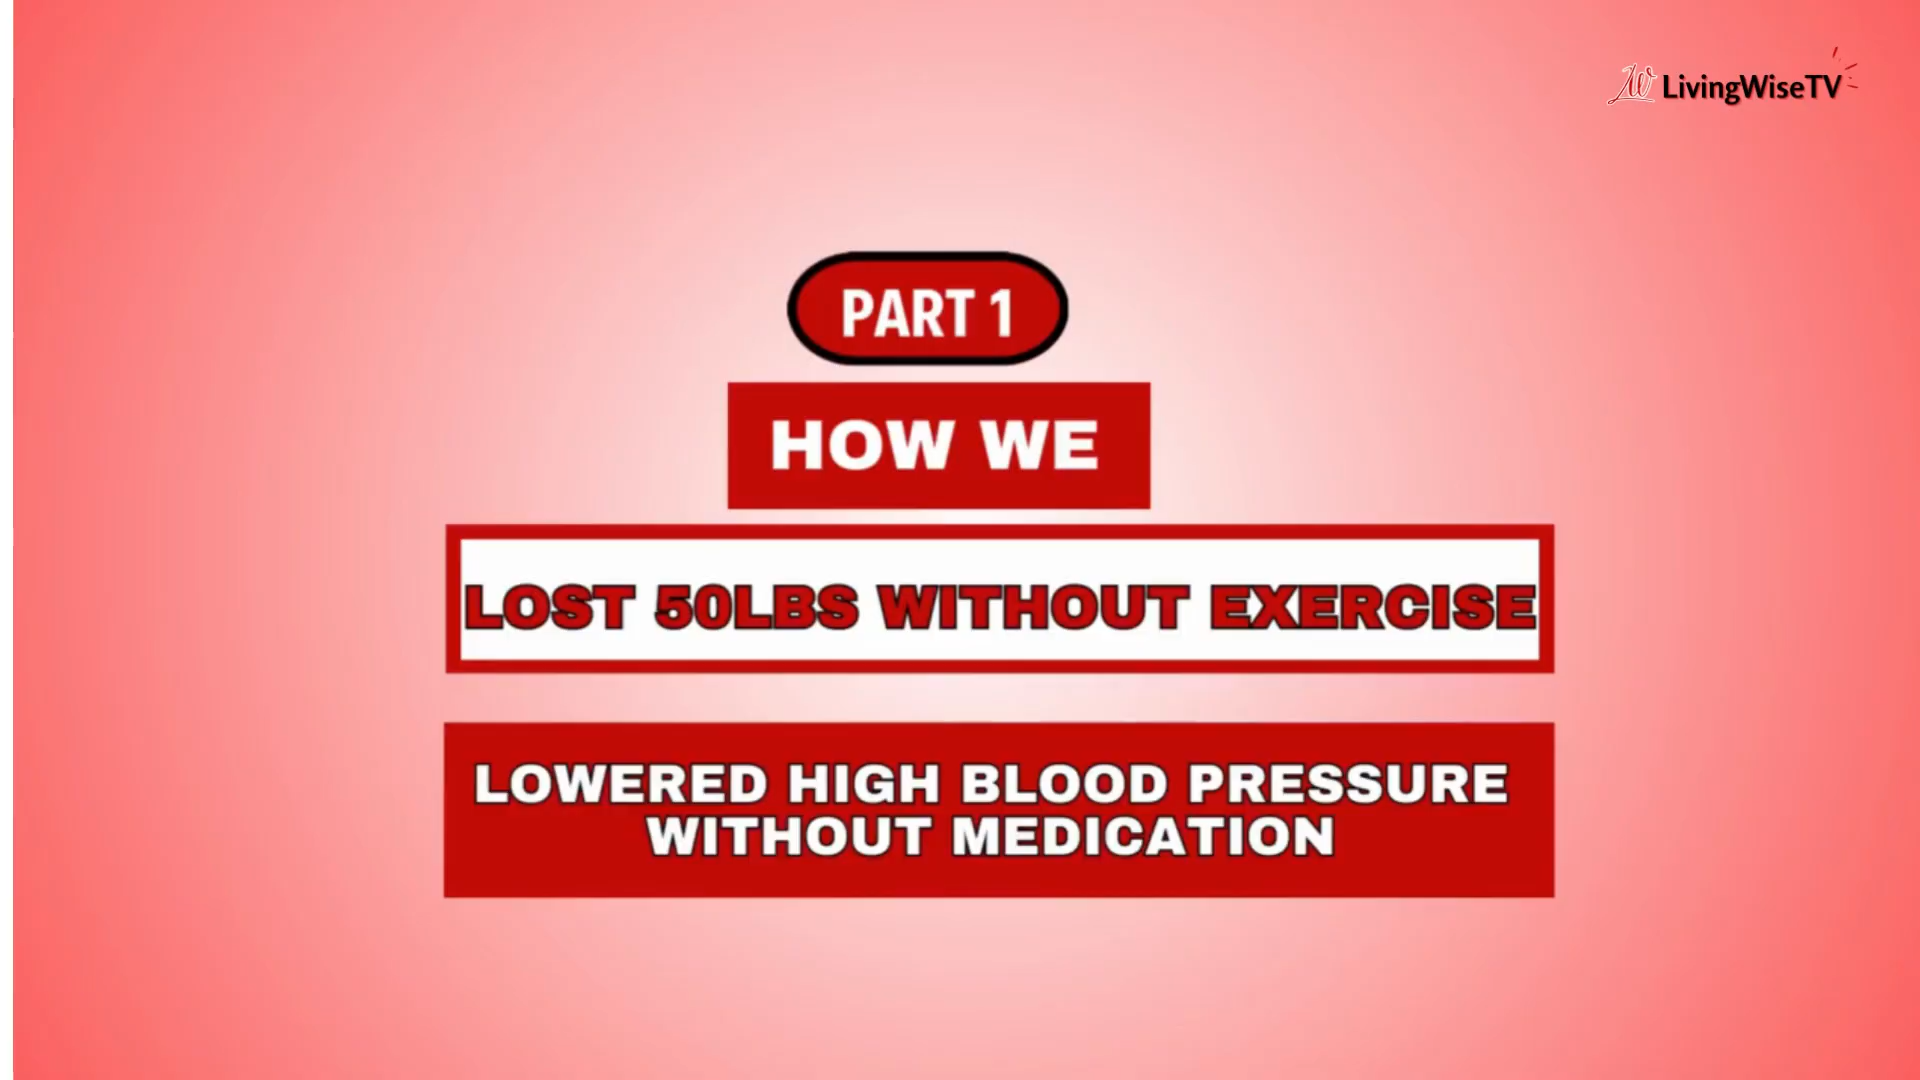 LivingWiseTV
PART 1
HOW WE
LOST 50LBS WITHOUT EXERCISE
LOWERED HIGH BLOOD PRESSURE
WITHOUT MEDICATION